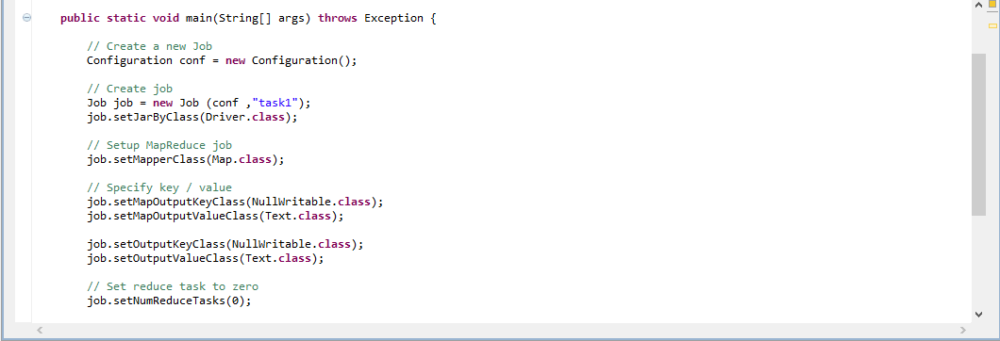 public static void main(String[] args) throws Exception {
// Create a new Job
Configuration conf = new Configuration();
// Create job
Job job = new Job (conf ,"task1");
job.setJarByClass(Driver.class);
// Setup MapReduce job
job.setMapperClass(Map.class);
// Specify key / value
job.setMapOutputKeyClass(NullWritable.class);
job.setMapOutputValueClass(Text.class);
job.setOutputKeyClass(NullWritable.class);
job.setOutputValueClass(Text.class);
// Set reduce task to zero
job.setNumReduceTasks(0);